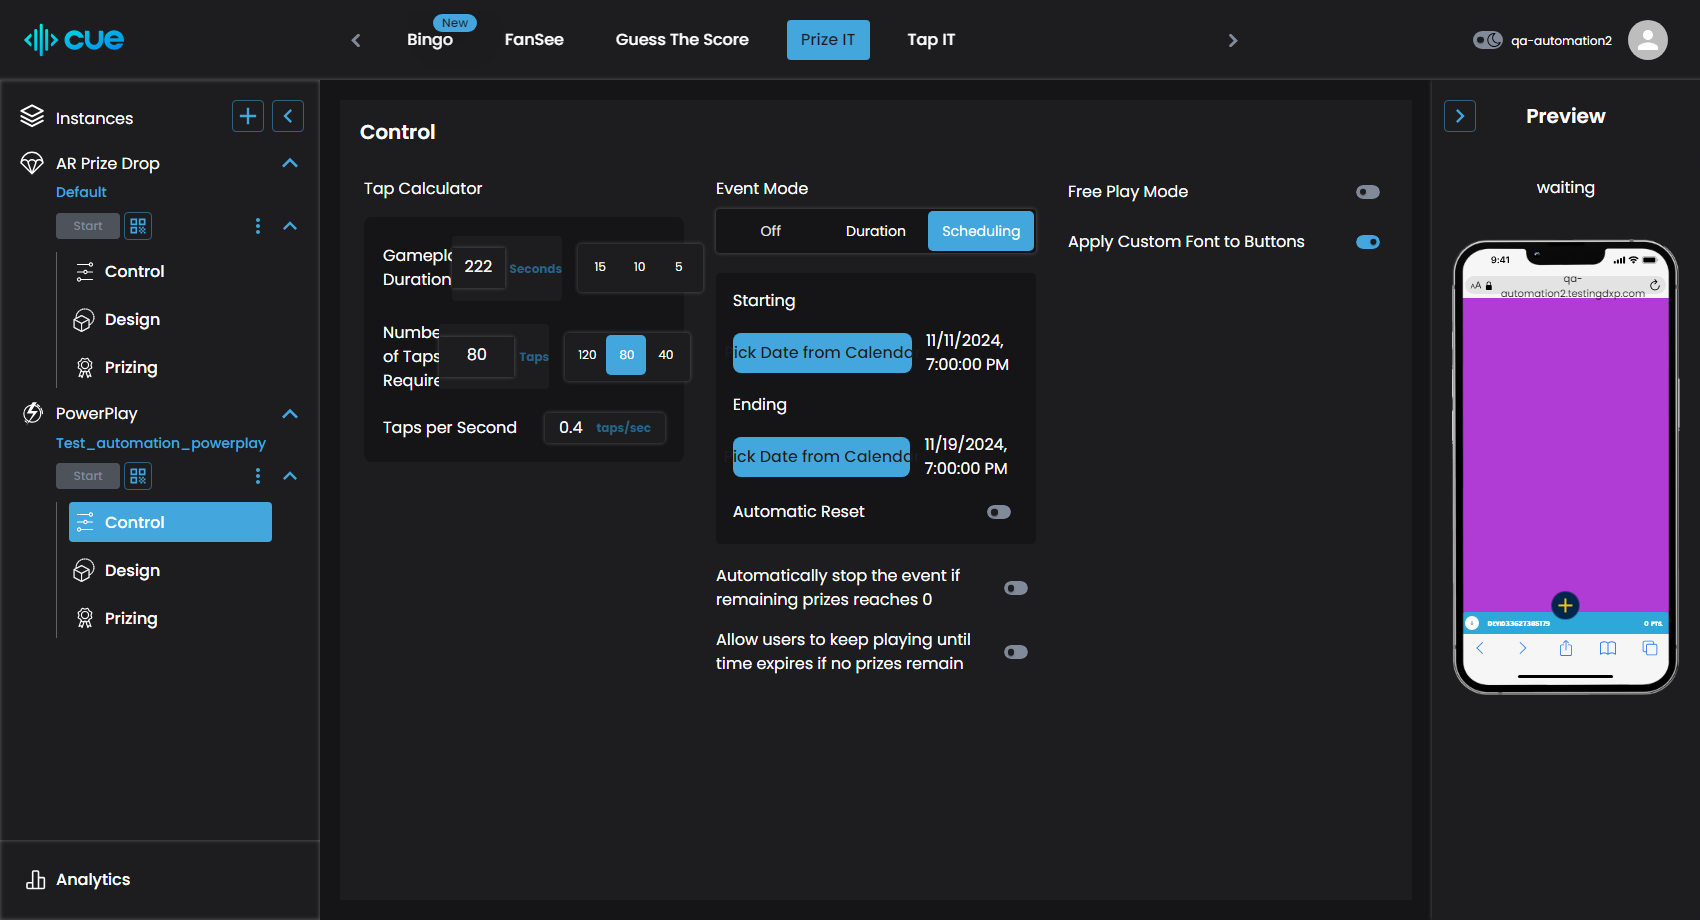 cue
New
Bingo
FanSee
Guess The Score
Prize IT
Tap IT
qa-automation2
Instances
AR Prize Drop
Default
Start
Control
Design
Prizing
PowerPlay
Test_automation_powerplay
Start
Control
Design
Prizing
Analytics
Control
Tap Calculator
Gamepl
Duration
222 Seconds
15 10 5
Numbe
of Taps
Require
80 Taps
120 80 40
Taps per Second
0.4 taps/sec
Event Mode
Off Duration Scheduling
Starting
ick Date from Calenda
11/11/2024,
7:00:00 PM
Ending
ick Date from Calenda
11/19/2024,
7:00:00 PM
Automatic Reset
Automatically stop the event if
remaining prizes reaches 0
Allow users to keep playing until
time expires if no prizes remain
Free Play Mode
Apply Custom Font to Buttons
Preview
waiting
9:41
AA
qa-
automation2.testingdxp.com
0 PTS.